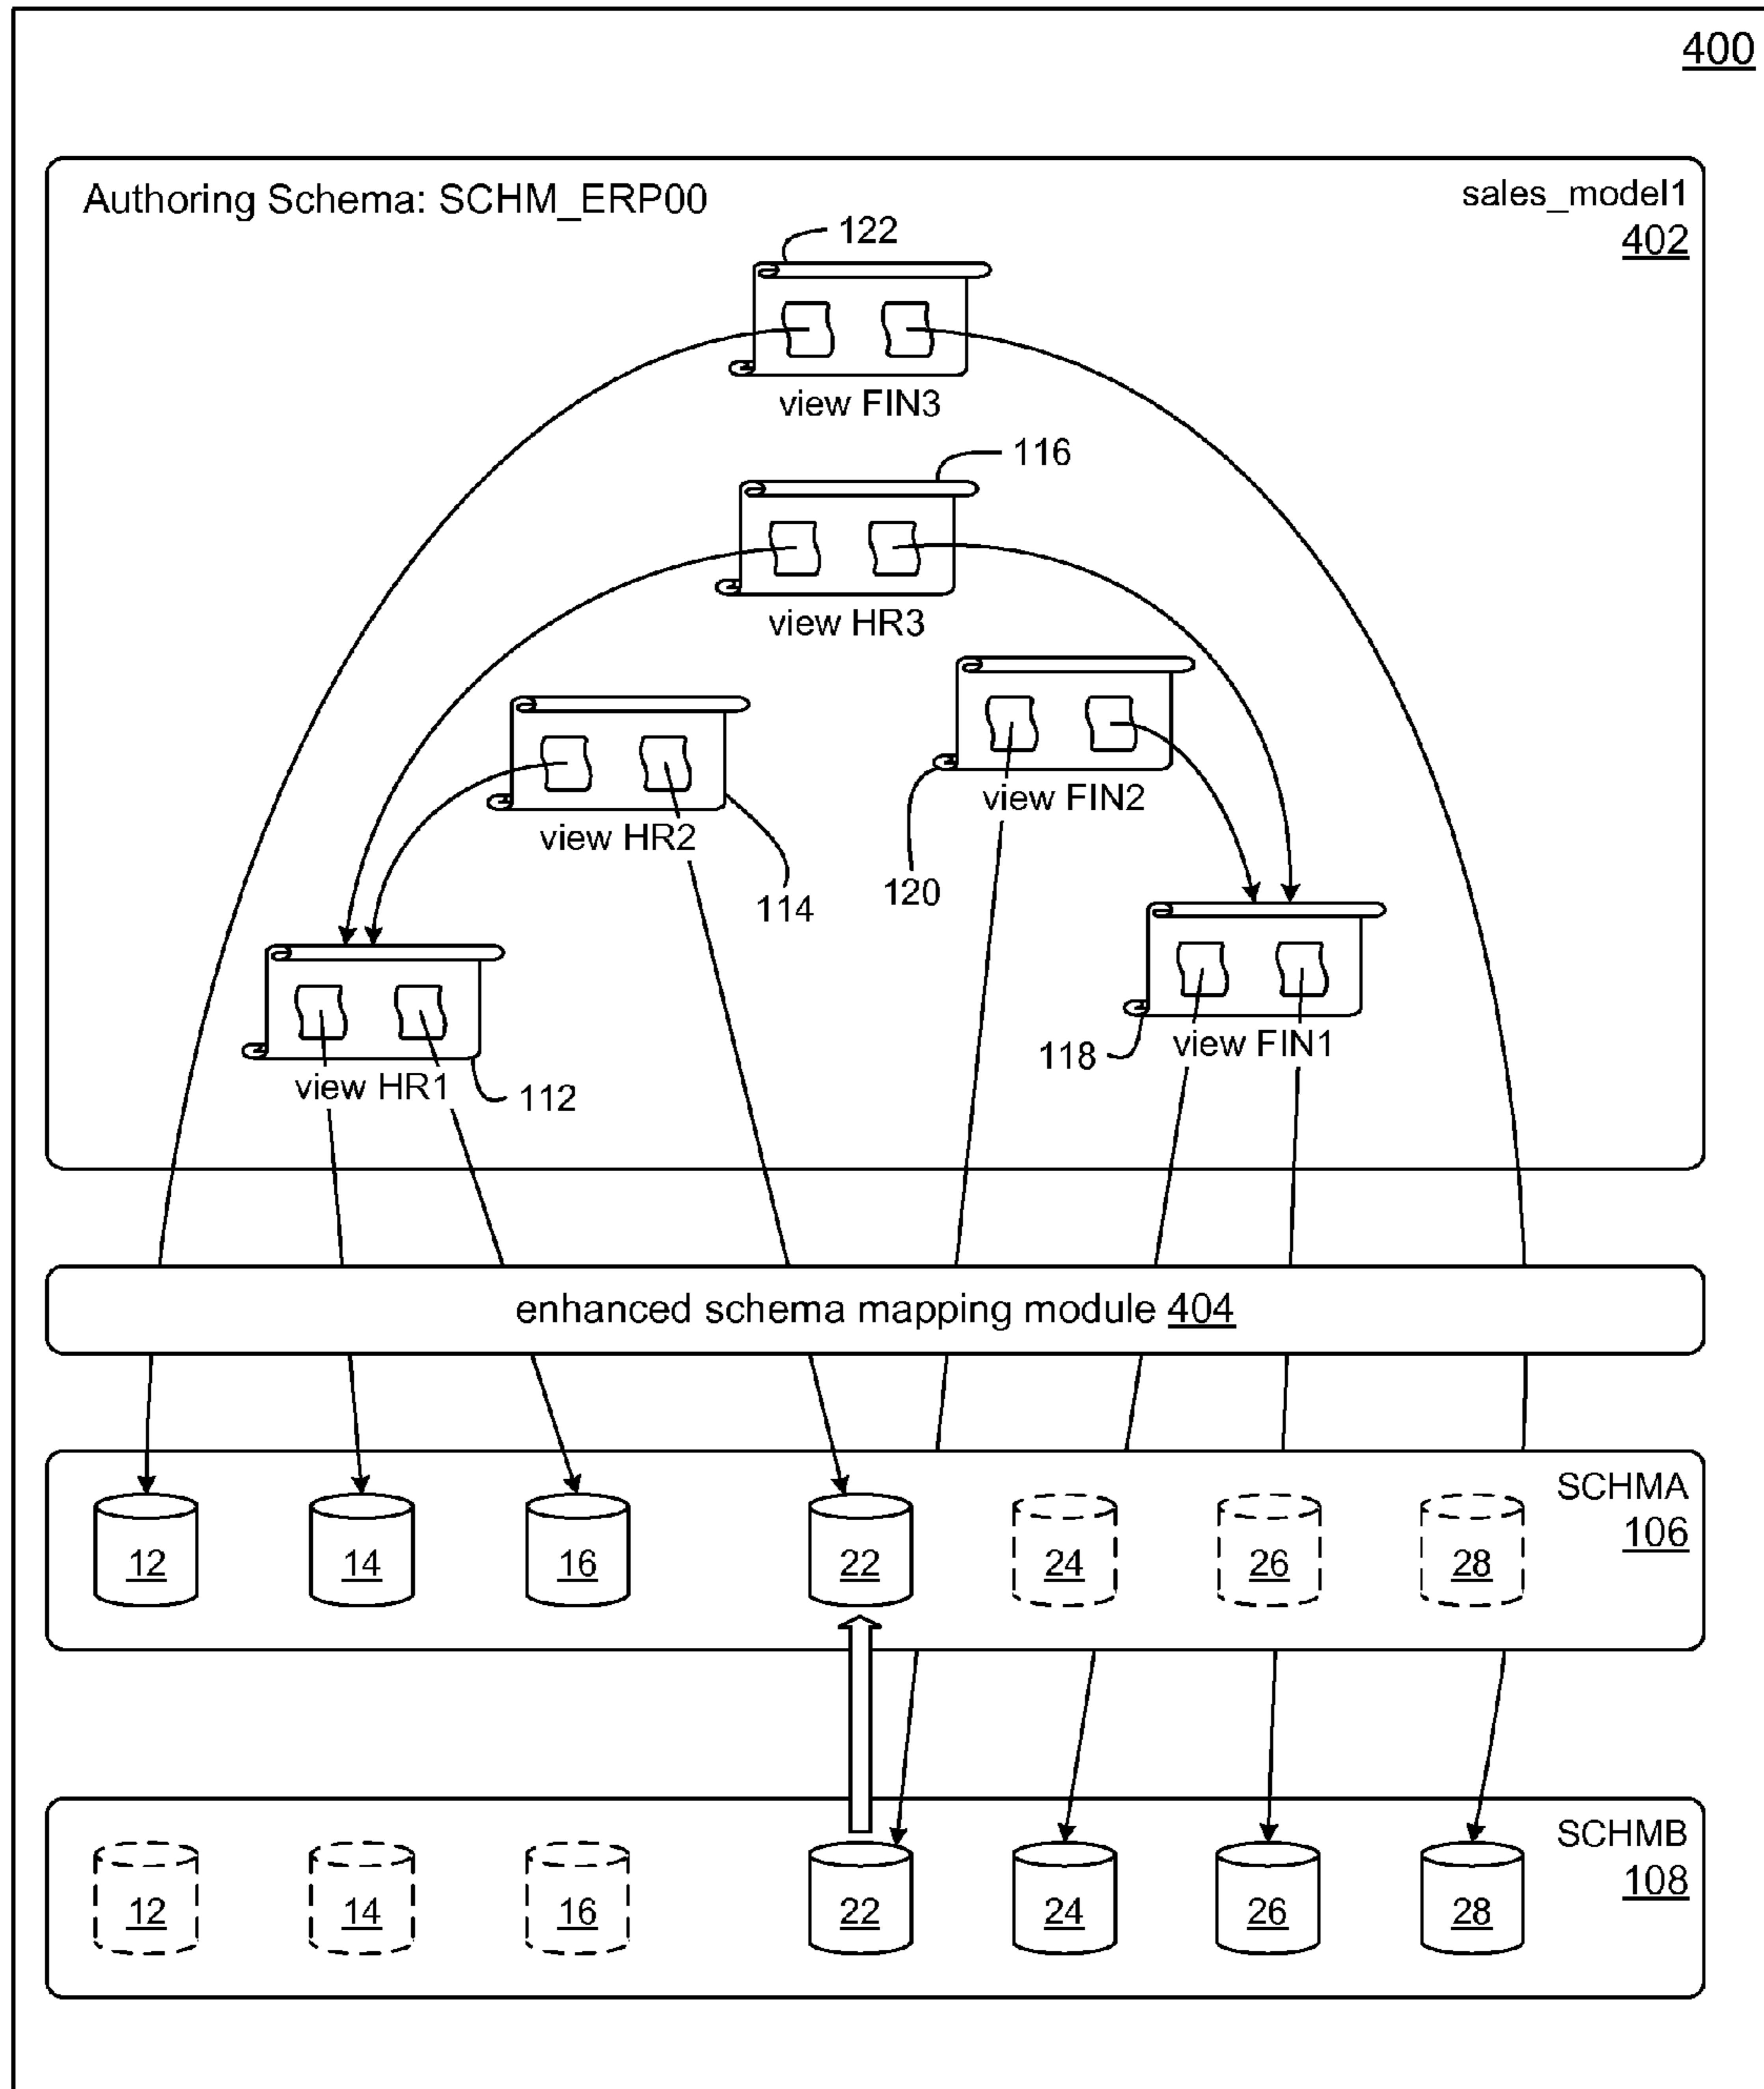 400
Authoring Schema: SCHM_ERP00
sales_model1
402
122
view FIN3
116
view HR3
view HR2
view FIN2
114
120
view HR1
112
118
view FIN1
enhanced schema mapping module 404
SCHMA
106
12
14
16
22
24
26
28
SCHMB
108
12
14
16
22
24
26
28